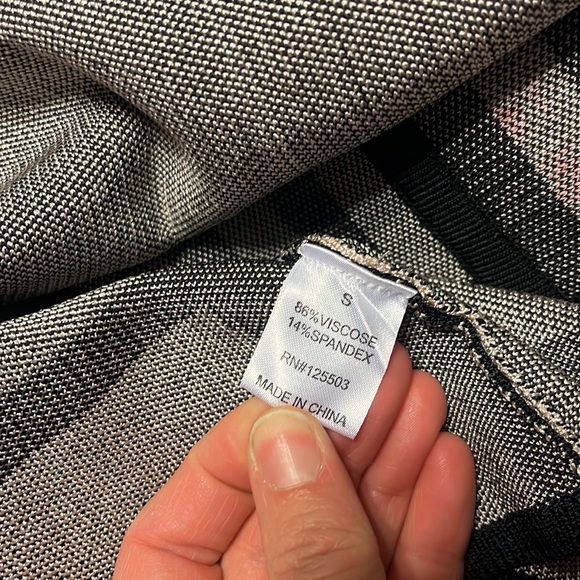 S
86%VISCOSE
14%SPANDEX
RN#125503
MADE IN CHINA